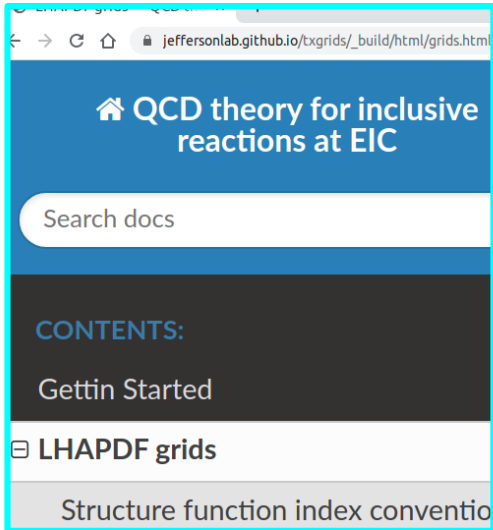 jeffersonlab.github.io/txgrids/_build/html/grids.html
QCD theory for inclusive
reactions at EIC
Search docs
CONTENTS:
Gettin Started
LHAPDF grids
Structure function index conventio